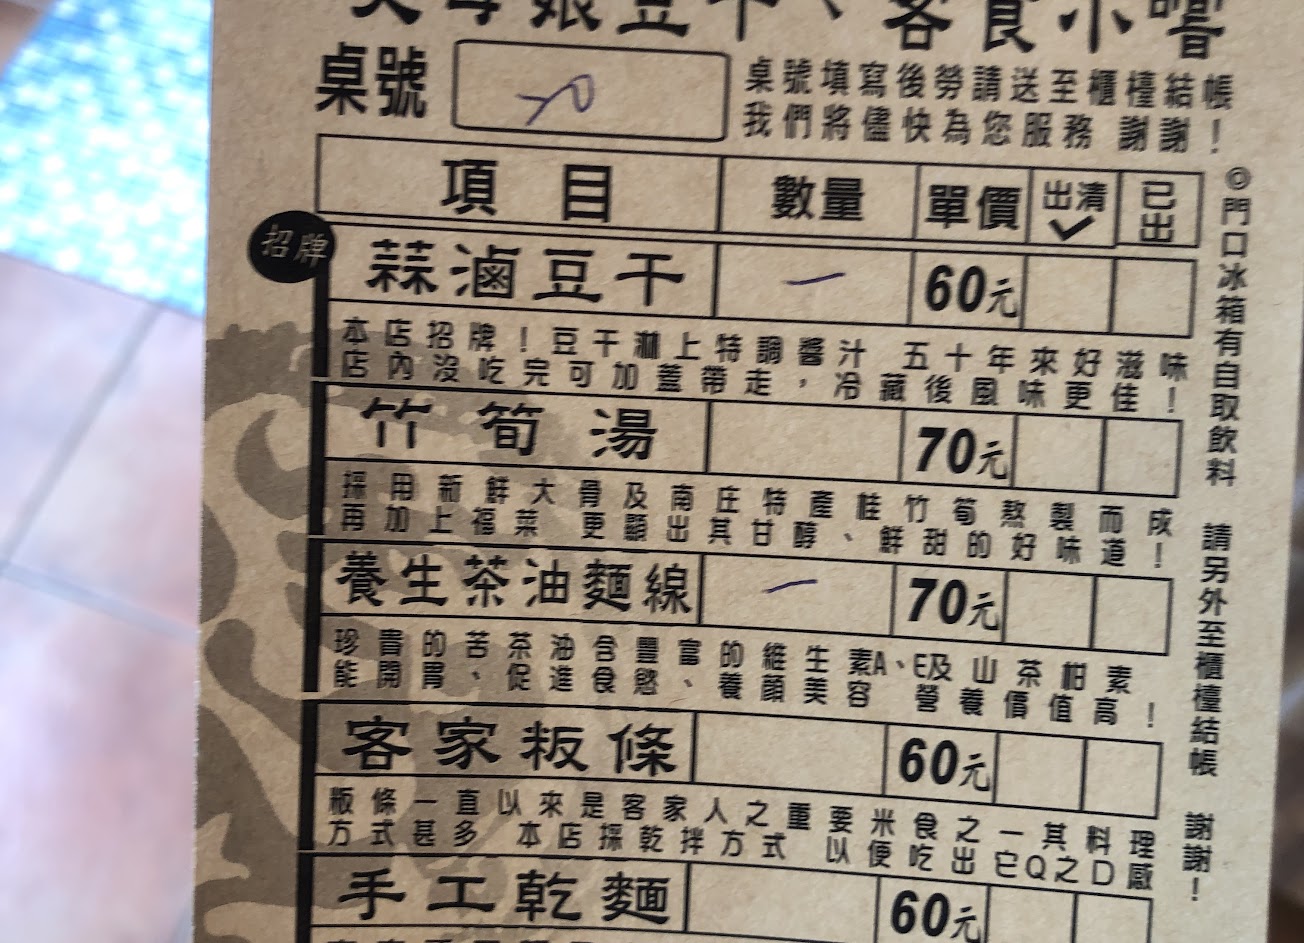 豆干、客食小嚐
桌號
桌號填寫後勞請送至櫃檯結帳
我們將儘快為您服務 謝謝！
項目 數量 單價 出清 已出
招牌
蒜滷豆干 一 60元
本店招牌！豆干淋上特調醬汁 五十年來好滋味
店內沒吃完可加蓋帶走，冷藏後風味更佳！
竹筍湯 70元
採用新鮮大骨及南庄特產桂竹筍熬製而成
再加上福菜 更顯出其甘醇、鮮甜的好味道！
養生茶油麵線 一 70元
珍貴的苦茶油含豐富的維生素A、E及山茶柑素
能開胃、促進食慾、養顏美容 營養價值高！
客家粄條 60元
粄條一直以來是客家人之重要米食之一其料理
方式甚多 本店採乾拌方式 以便吃出它Q之口感
手工乾麵 60元
◎門口冰箱有自取飲料 請另外至櫃檯結帳 謝謝！